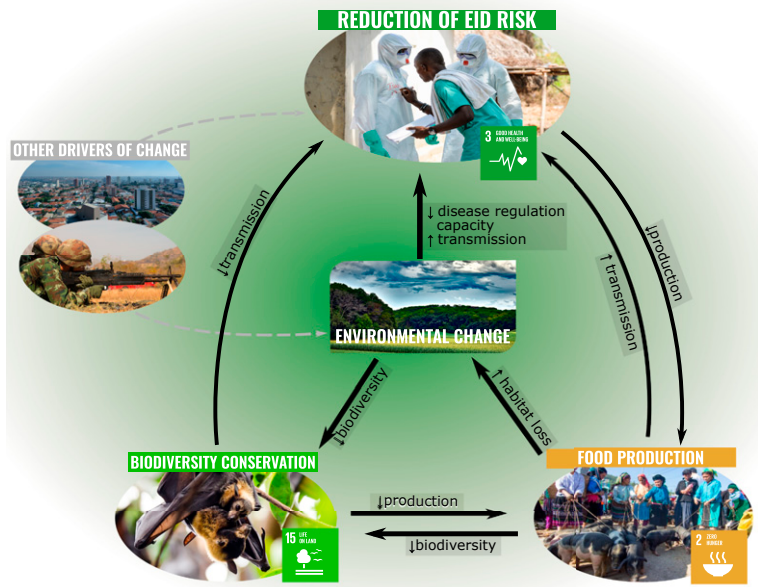 REDUCTION OF EID RISK
3 GOOD HEALTH
AND WELL-BEING
OTHER DRIVERS OF CHANGE
↓transmission
↓ disease regulation
capacity
↑ transmission
↓production
↑ transmission
ENVIRONMENTAL CHANGE
↓biodiversity
↑ habitat loss
BIODIVERSITY CONSERVATION
FOOD PRODUCTION
↓production
↓biodiversity
15 LIFE
ON LAND
2 ZERO
HUNGER